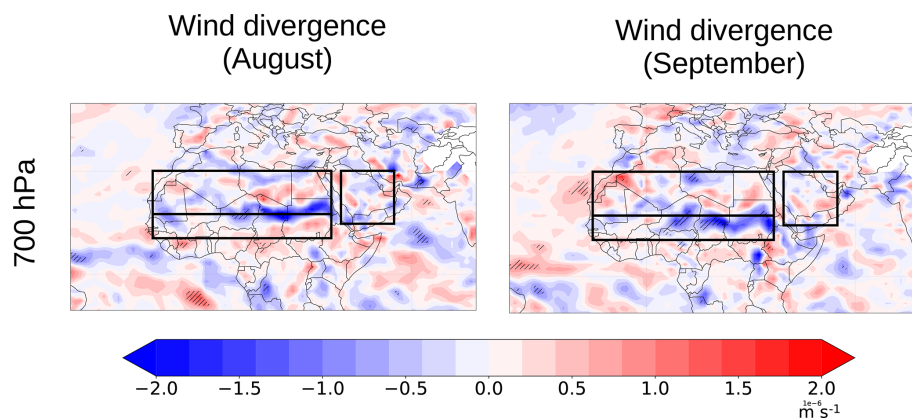 Wind divergence
(August)
Wind divergence
(September)
700 hPa
−2.0 −1.5 −1.0 −0.5 0.0 0.5 1.0 1.5 2.0
1e−6
m s⁻¹